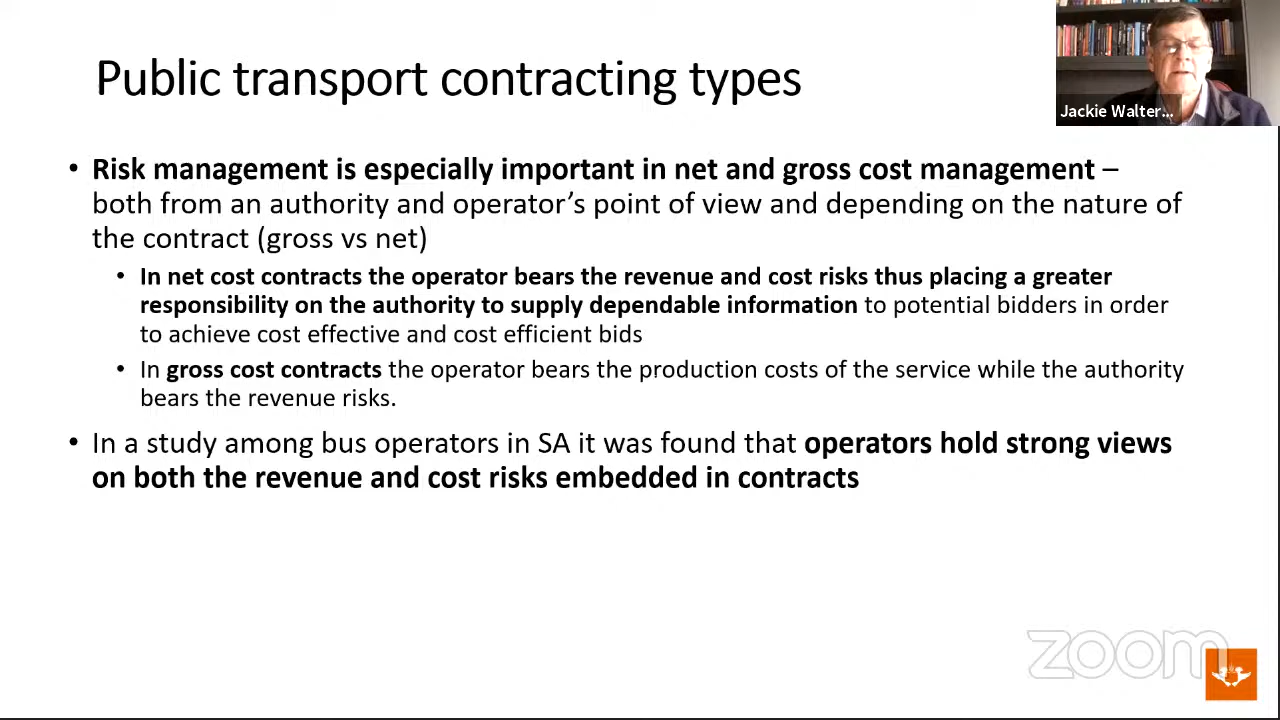 Public transport contracting types
Jackie Walter...
• Risk management is especially important in net and gross cost management –
both from an authority and operator's point of view and depending on the nature of
the contract (gross vs net)
• In net cost contracts the operator bears the revenue and cost risks thus placing a greater
responsibility on the authority to supply dependable information to potential bidders in order
to achieve cost effective and cost efficient bids
• In gross cost contracts the operator bears the production costs of the service while the authority
bears the revenue risks.
• In a study among bus operators in SA it was found that operators hold strong views
on both the revenue and cost risks embedded in contracts
zoom